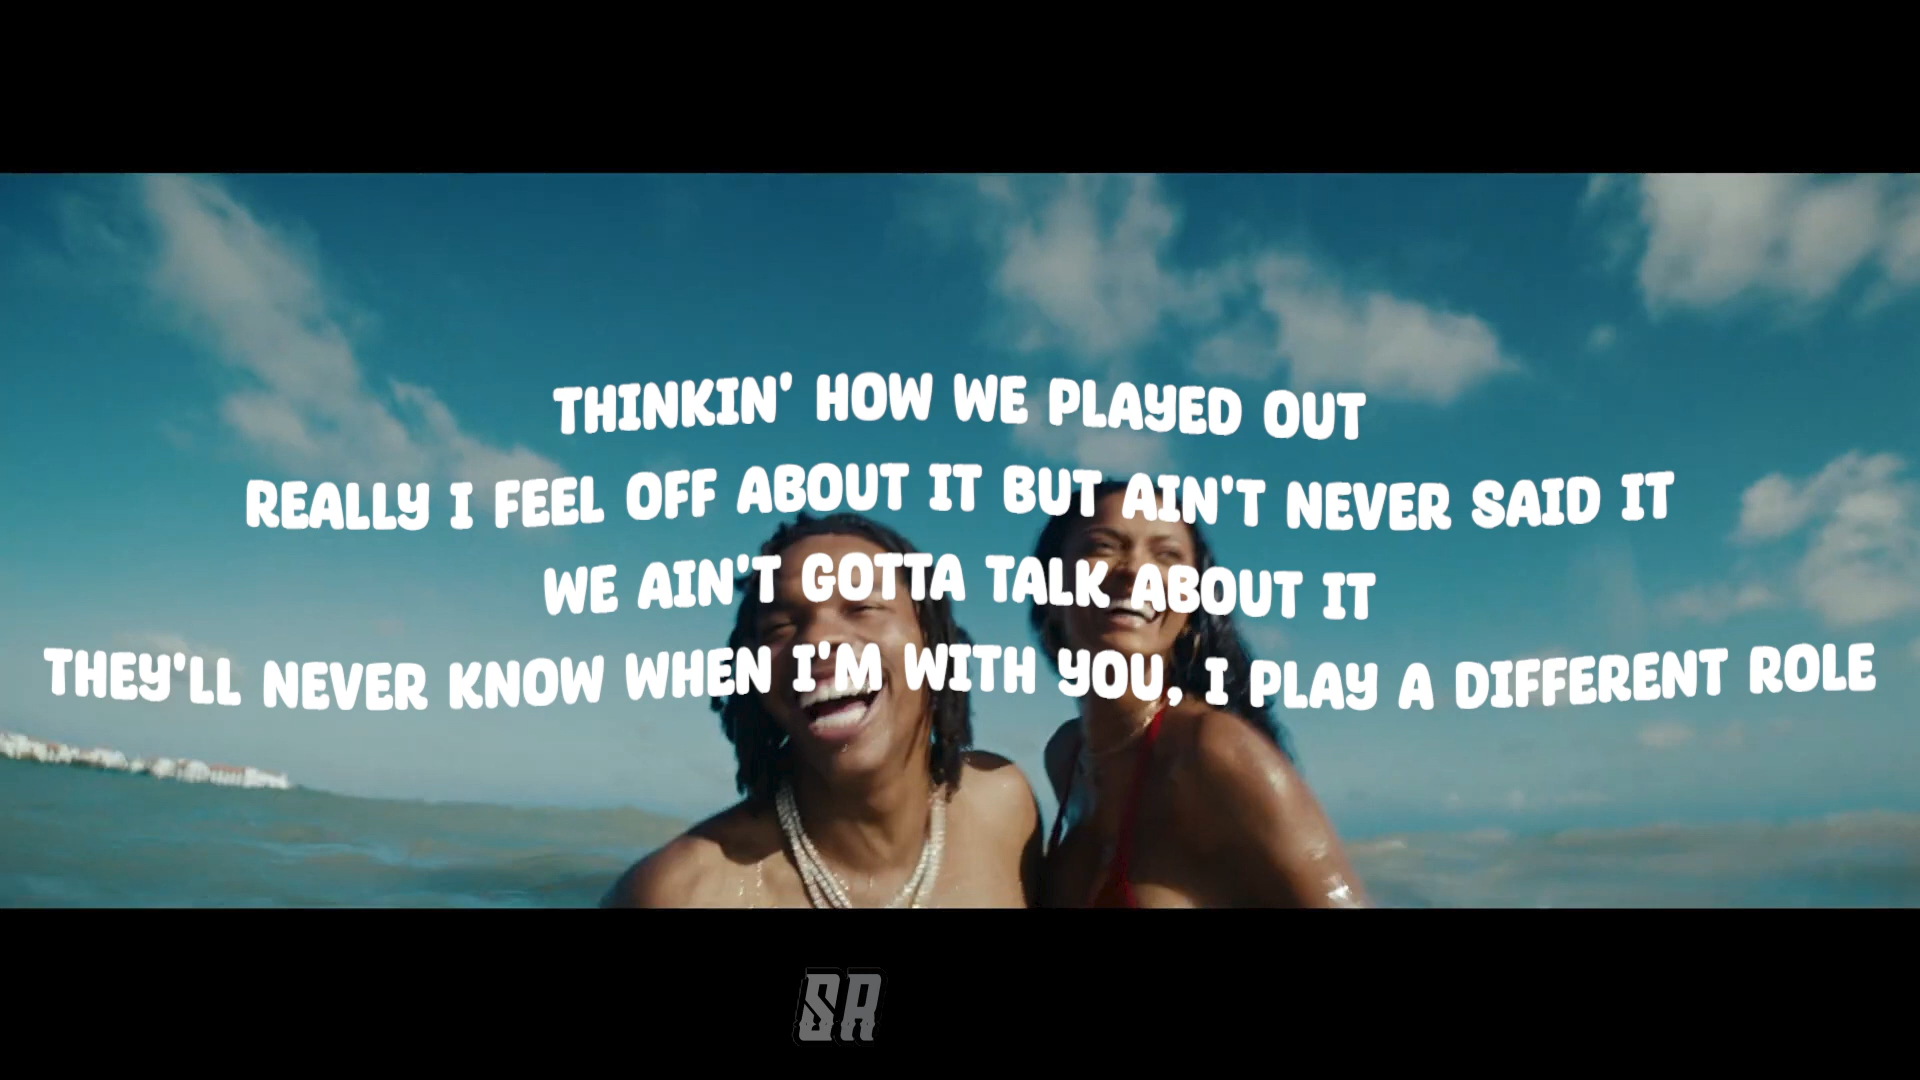 THINKIN' HOW WE PLAYED OUT
REALLY I FEEL OFF ABOUT IT BUT AIN'T NEVER SAID IT
WE AIN'T GOTTA TALK ABOUT IT
THEY'LL NEVER KNOW WHEN I'M WITH YOU, I PLAY A DIFFERENT ROLE
SR